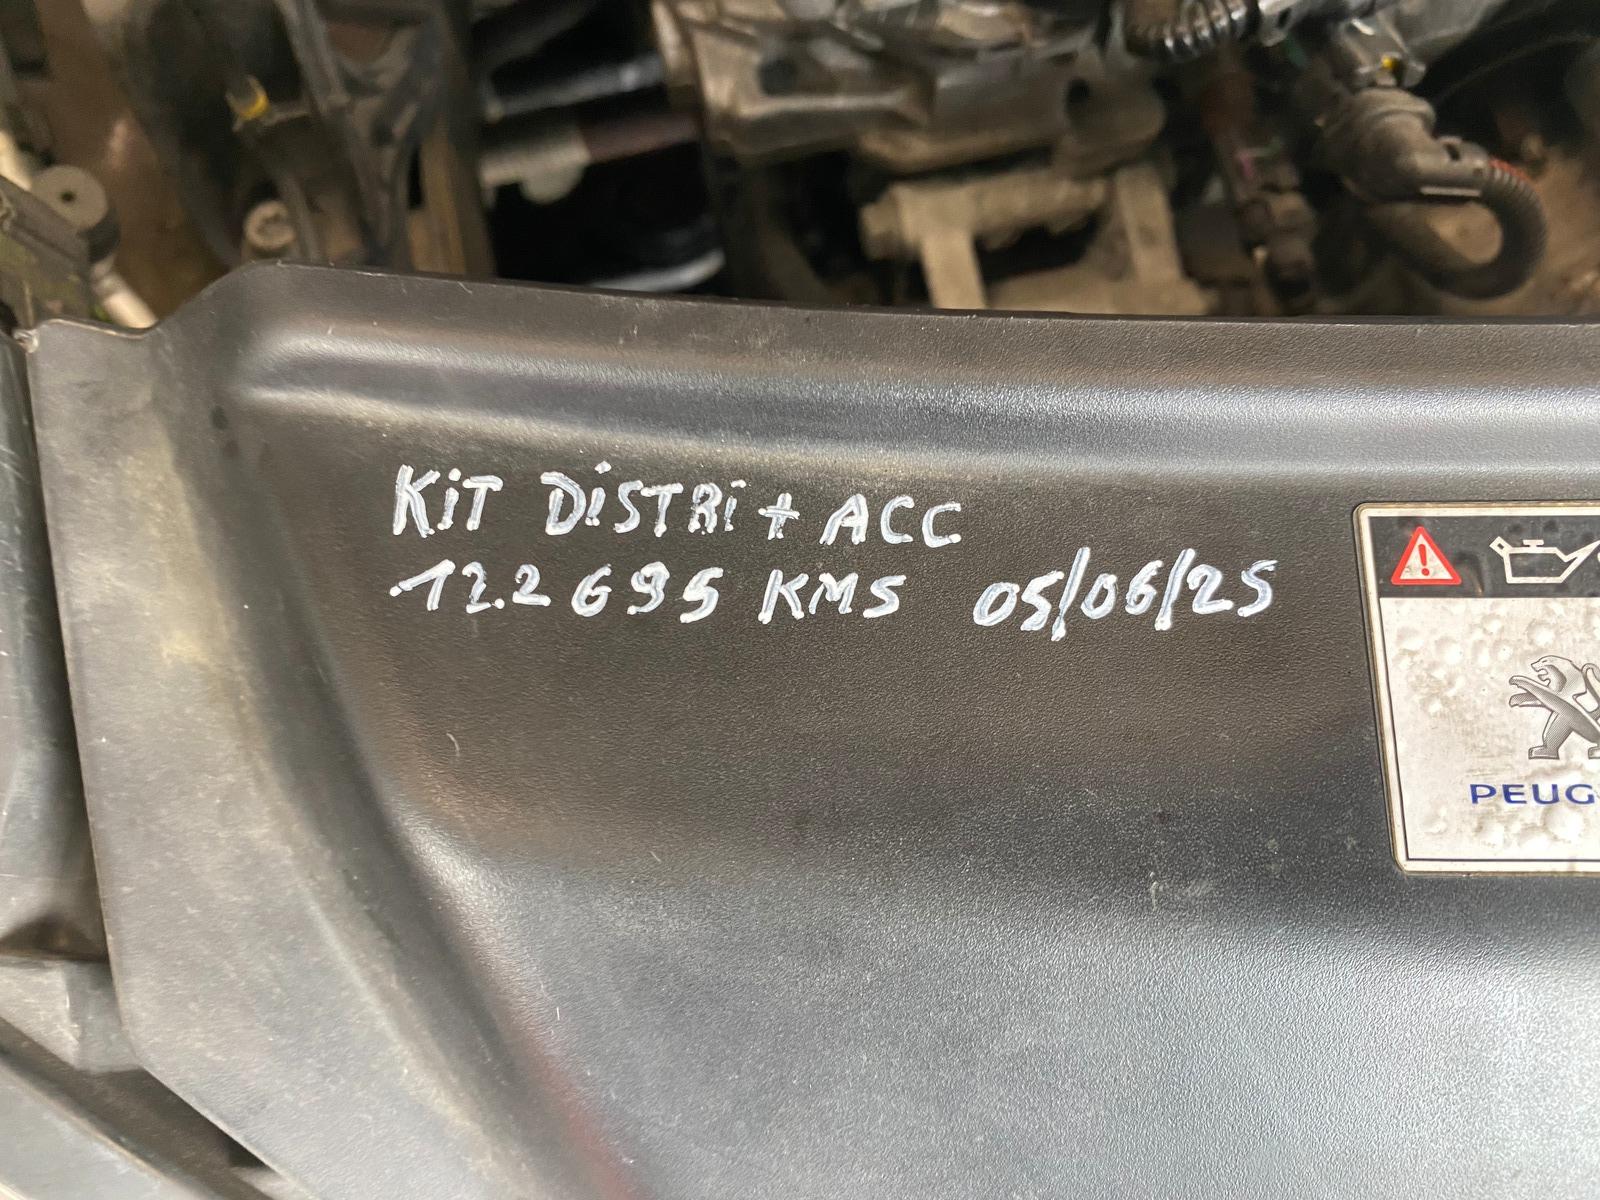 KiT DiSTRi + ACC
122695 KMS 05/06/25
PEUG